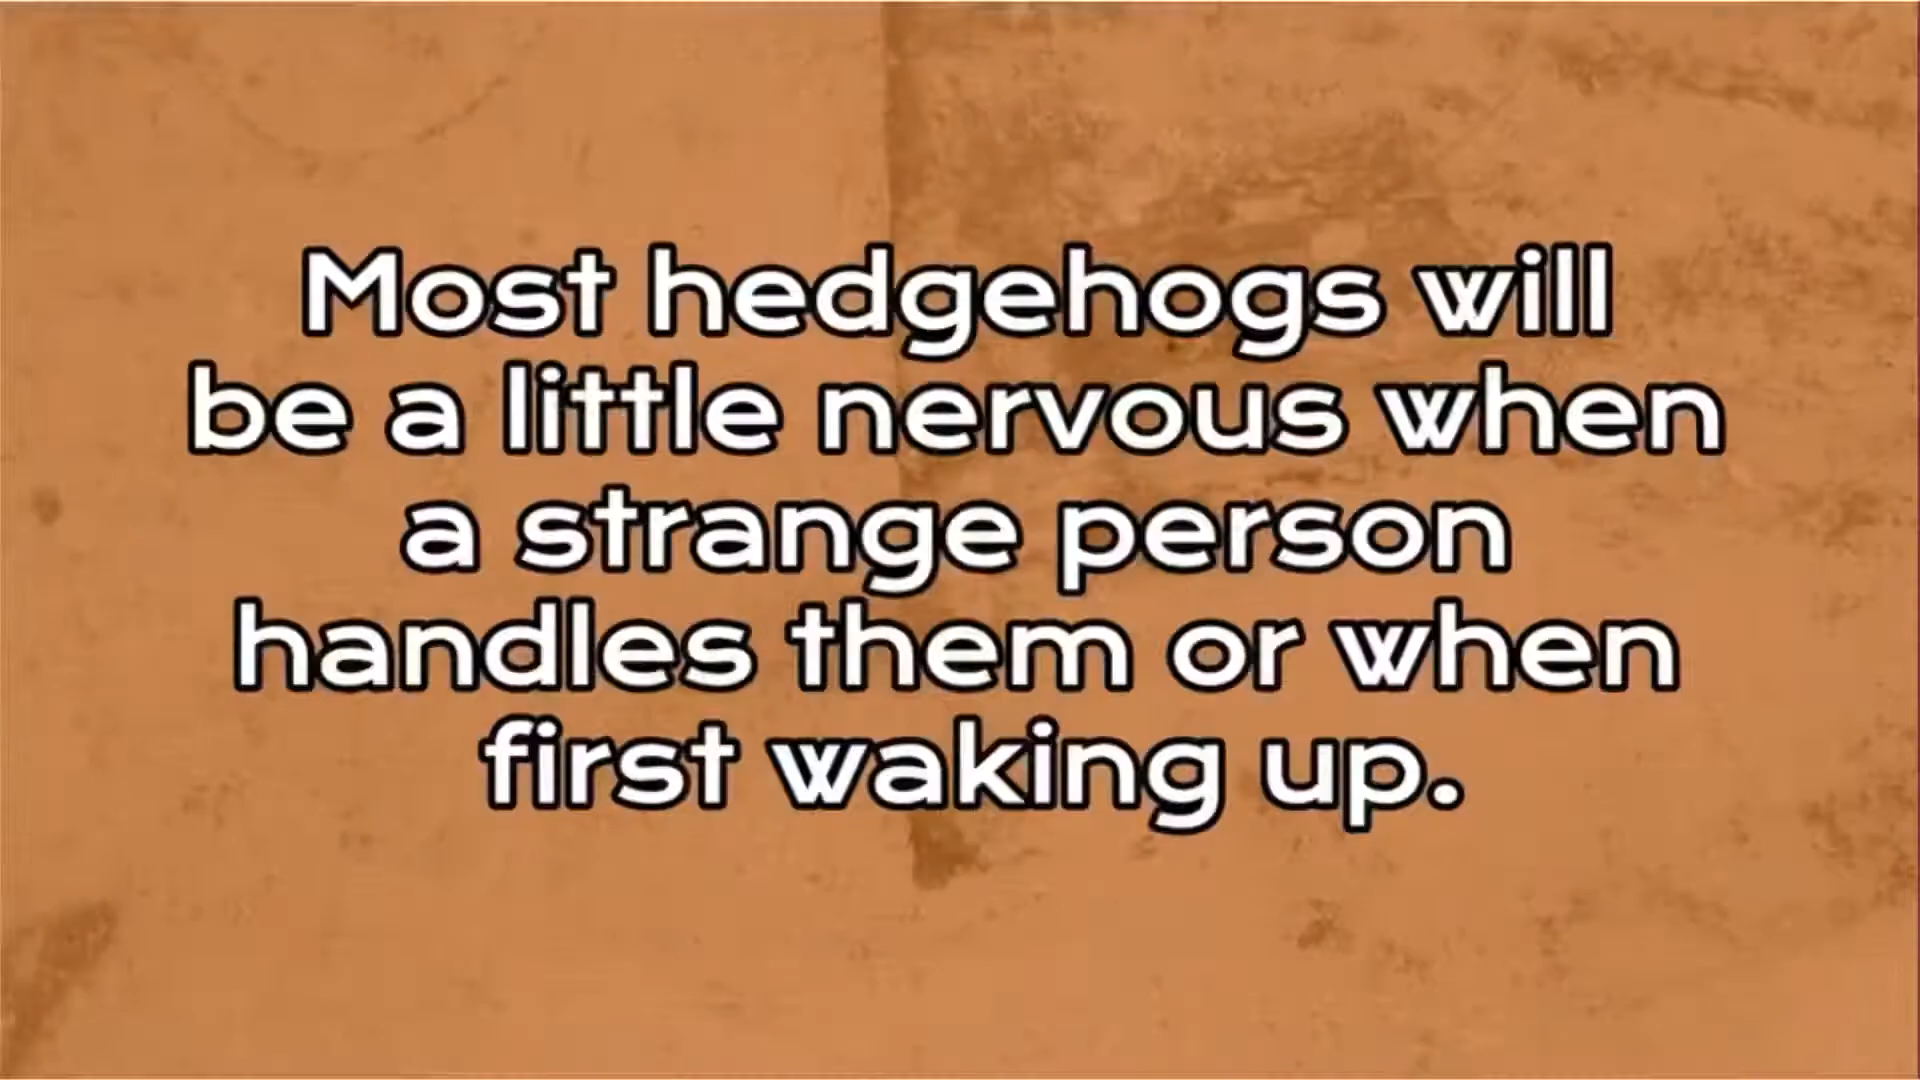 Most hedgehogs will
be a little nervous when
a strange person
handles them or when
first waking up.